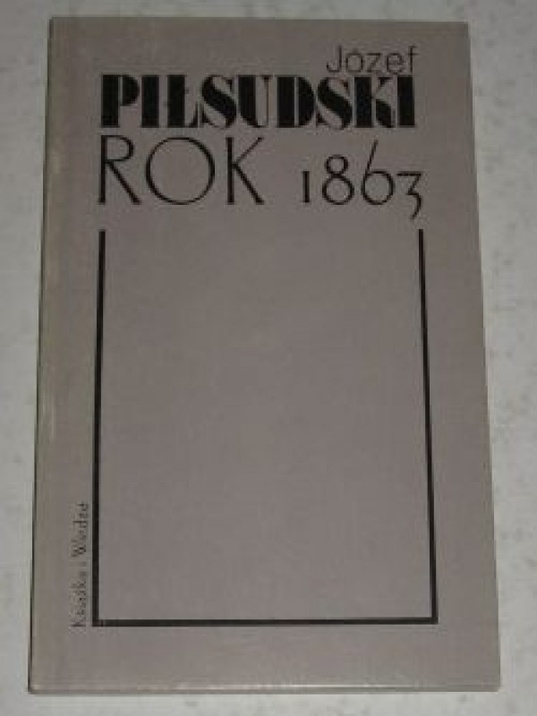 Józef
PIŁSUDSKI
ROK 1863
Książka i Wiedza